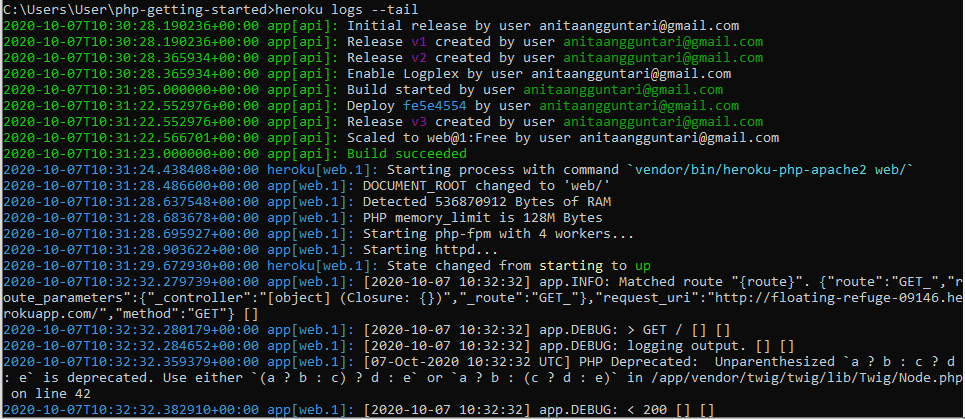 C:\Users\User\php-getting-started>heroku logs --tail
2020-10-07T10:30:28.190236+00:00 app[api]: Initial release by user anitaangguntari@gmail.com
2020-10-07T10:30:28.190236+00:00 app[api]: Release v1 created by user anitaangguntari@gmail.com
2020-10-07T10:30:28.365934+00:00 app[api]: Release v2 created by user anitaangguntari@gmail.com
2020-10-07T10:30:28.365934+00:00 app[api]: Enable Logplex by user anitaangguntari@gmail.com
2020-10-07T10:31:05.000000+00:00 app[api]: Build started by user anitaangguntari@gmail.com
2020-10-07T10:31:22.552976+00:00 app[api]: Deploy fe5e4554 by user anitaangguntari@gmail.com
2020-10-07T10:31:22.552976+00:00 app[api]: Release v3 created by user anitaangguntari@gmail.com
2020-10-07T10:31:22.566701+00:00 app[api]: Scaled to web@1:Free by user anitaangguntari@gmail.com
2020-10-07T10:31:23.000000+00:00 app[api]: Build succeeded
2020-10-07T10:31:24.438408+00:00 heroku[web.1]: Starting process with command `vendor/bin/heroku-php-apache2 web/`
2020-10-07T10:31:28.486600+00:00 app[web.1]: DOCUMENT_ROOT changed to 'web/'
2020-10-07T10:31:28.637548+00:00 app[web.1]: Detected 536870912 Bytes of RAM
2020-10-07T10:31:28.683678+00:00 app[web.1]: PHP memory_limit is 128M Bytes
2020-10-07T10:31:28.695927+00:00 app[web.1]: Starting php-fpm with 4 workers...
2020-10-07T10:31:28.903622+00:00 app[web.1]: Starting httpd...
2020-10-07T10:31:29.672930+00:00 heroku[web.1]: State changed from starting to up
2020-10-07T10:32:32.279739+00:00 app[web.1]: [2020-10-07 10:32:32] app.INFO: Matched route "{route}". {"route":"GET_","r
oute_parameters":{"_controller":"[object] (Closure: {})","_route":"GET_"},"request_uri":"http://floating-refuge-09146.he
rokuapp.com/","method":"GET"} []
2020-10-07T10:32:32.280179+00:00 app[web.1]: [2020-10-07 10:32:32] app.DEBUG: > GET / [] []
2020-10-07T10:32:32.284652+00:00 app[web.1]: [2020-10-07 10:32:32] app.DEBUG: logging output. [] []
2020-10-07T10:32:32.359379+00:00 app[web.1]: [07-Oct-2020 10:32:32 UTC] PHP Deprecated:  Unparenthesized `a ? b : c ? d
: e` is deprecated. Use either `(a ? b : c) ? d : e` or `a ? b : (c ? d : e)` in /app/vendor/twig/twig/lib/Twig/Node.php
on line 42
2020-10-07T10:32:32.382910+00:00 app[web.1]: [2020-10-07 10:32:32] app.DEBUG: < 200 [] []